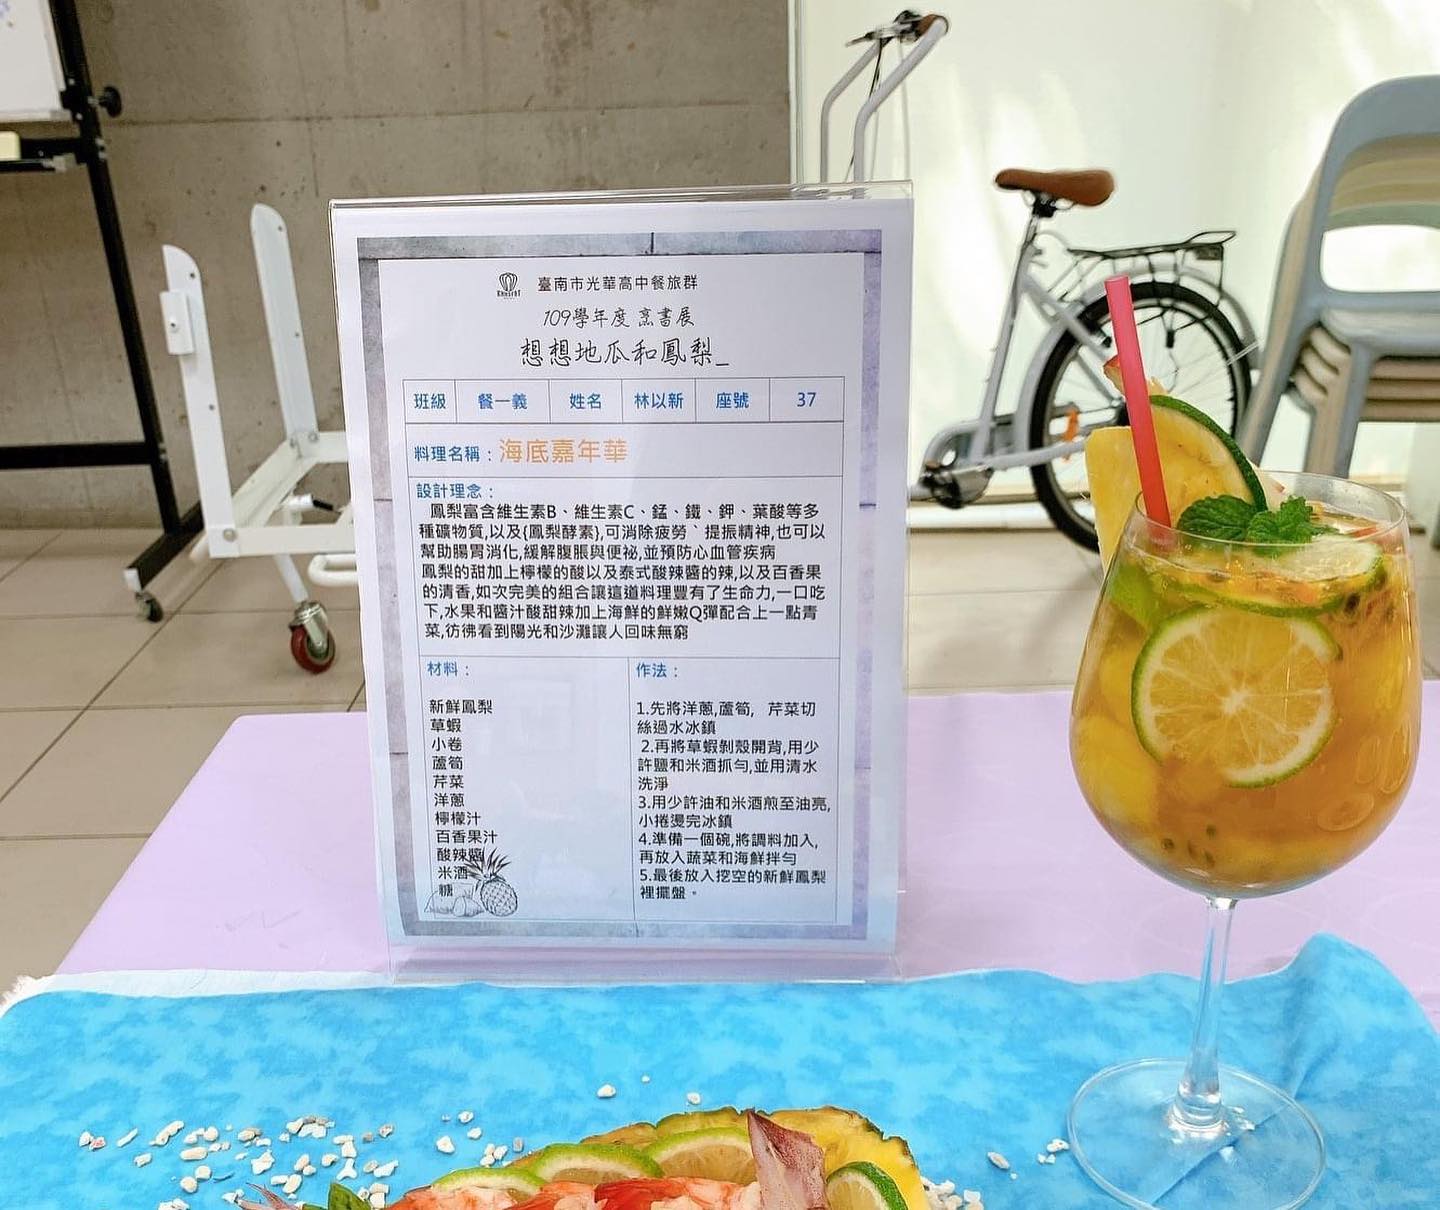 臺南市光華高中餐旅群
109學年度 烹書展
想想地瓜和鳳梨_
班級 餐一義 姓名 林以新 座號 37
料理名稱：海底嘉年華
設計理念：
鳳梨富含維生素B、維生素C、錳、鐵、鉀、葉酸等多
種礦物質,以及{鳳梨酵素},可消除疲勞`提振精神,也可以
幫助腸胃消化,緩解腹脹與便祕,並預防心血管疾病
鳳梨的甜加上檸檬的酸以及泰式酸辣醬的辣,以及百香果
的清香,如次完美的組合讓這道料理豐有了生命力,一口吃
下,水果和醬汁酸甜辣加上海鮮的鮮嫩Q彈配合上一點青
菜,彷彿看到陽光和沙灘讓人回味無窮
材料：
新鮮鳳梨
草蝦
小卷
蘆筍
芹菜
洋蔥
檸檬汁
百香果汁
酸辣醬
米酒
糖
作法：
1.先將洋蔥,蘆筍, 芹菜切
絲過水冰鎮
2.再將草蝦剝殼開背,用少
許鹽和米酒抓勻,並用清水
洗淨
3.用少許油和米酒煎至油亮,
小捲燙完冰鎮
4.準備一個碗,將調料加入,
再放入蔬菜和海鮮拌勻
5.最後放入挖空的新鮮鳳梨
裡擺盤。